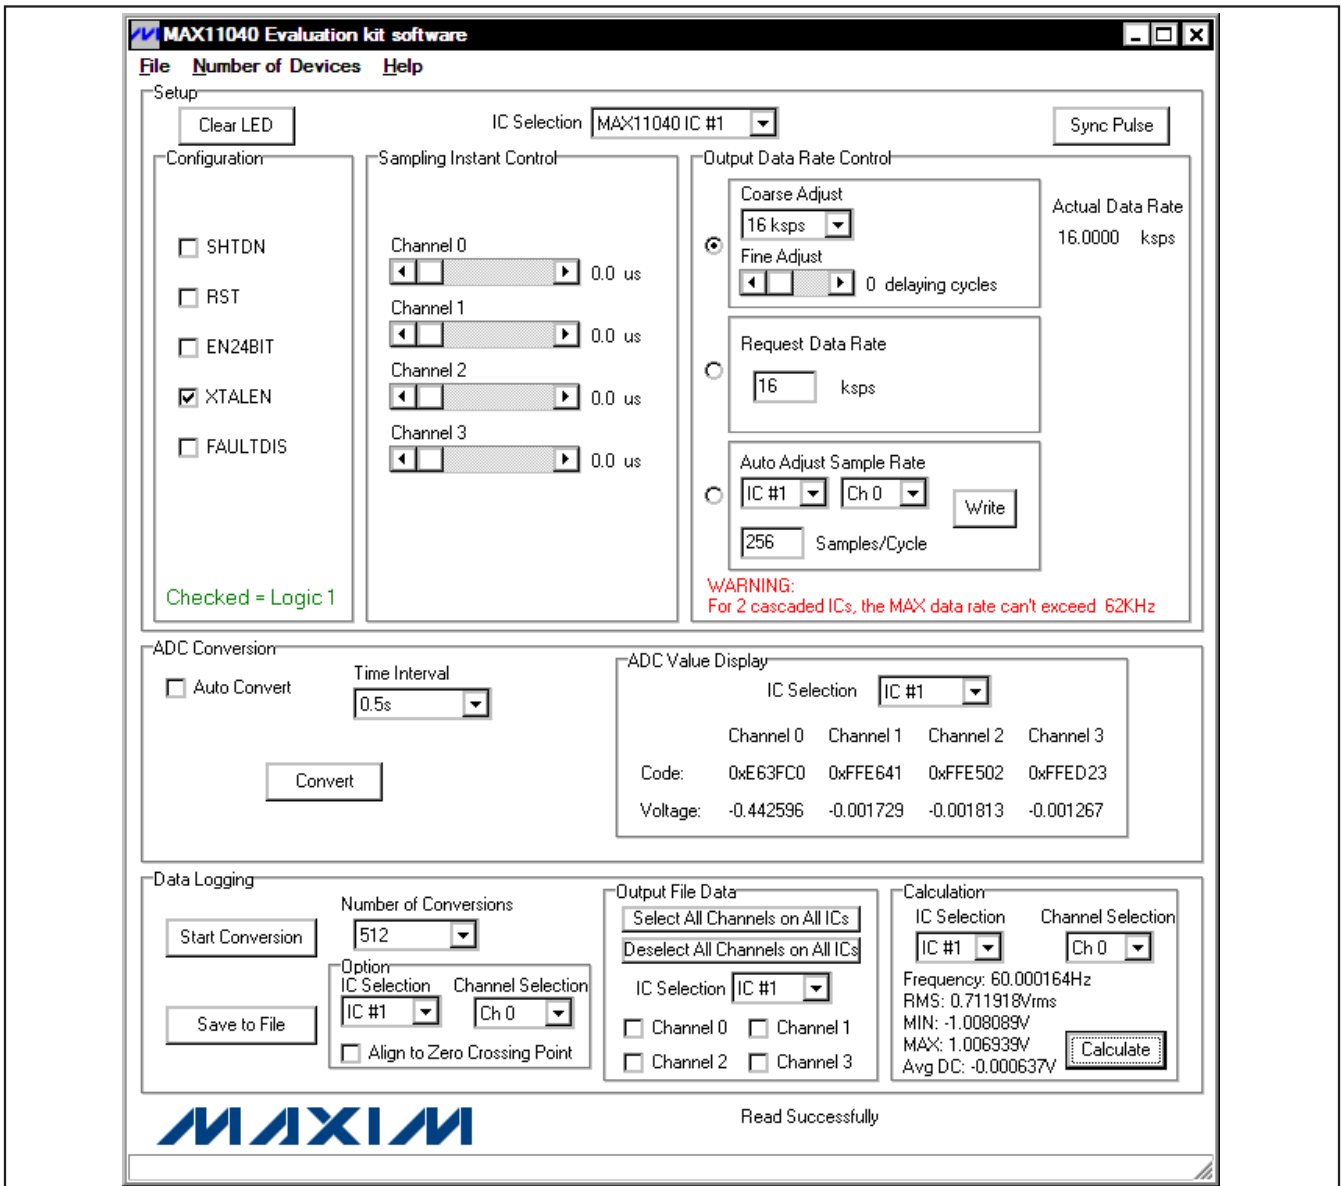 MAX11040 Evaluation kit software
File Number of Devices Help
Setup
Clear LED
IC Selection MAX11040 IC #1
Sync Pulse
Configuration
SHTDN
RST
EN24BIT
XTALEN
FAULTDIS
Checked = Logic 1
Sampling Instant Control
Channel 0
0.0 us
Channel 1
0.0 us
Channel 2
0.0 us
Channel 3
0.0 us
Output Data Rate Control
Coarse Adjust
16 ksps
Fine Adjust
0 delaying cycles
Actual Data Rate
16.0000 ksps
Request Data Rate
16 ksps
Auto Adjust Sample Rate
IC #1 Ch 0
Write
256 Samples/Cycle
WARNING:
For 2 cascaded ICs, the MAX data rate can't exceed 62KHz
ADC Conversion
Auto Convert
Time Interval
0.5s
Convert
ADC Value Display
IC Selection IC #1
Channel 0 Channel 1 Channel 2 Channel 3
Code: 0xE63FC0 0xFFE641 0xFFE502 0xFFED23
Voltage: -0.442596 -0.001729 -0.001813 -0.001267
Data Logging
Start Conversion
Save to File
Number of Conversions
512
Option
IC Selection Channel Selection
IC #1 Ch 0
Align to Zero Crossing Point
Output File Data
Select All Channels on All ICs
Deselect All Channels on All ICs
IC Selection IC #1
Channel 0 Channel 1
Channel 2 Channel 3
Calculation
IC Selection Channel Selection
IC #1 Ch 0
Frequency: 60.000164Hz
RMS: 0.711918Vrms
MIN: -1.008089V
MAX: 1.006939V
Avg DC: -0.000637V
Calculate
MAXIM
Read Successfully